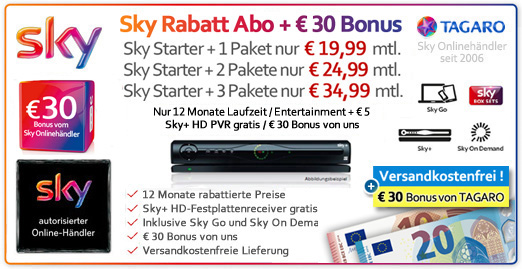 sky
Sky Rabatt Abo + € 30 Bonus
TAGARO
Sky Onlinehändler
seit 2006
Sky Starter + 1 Paket nur € 19,99 mtl.
Sky Starter + 2 Pakete nur € 24,99 mtl.
Sky Starter + 3 Pakete nur € 34,99 mtl.
€30
Bonus vom
Sky Onlinehändler
Sky Go
sky
BOX SETS
Sky+
Sky On Demand
Nur 12 Monate Laufzeit / Entertainment + € 5
Sky+ HD PVR gratis / € 30 Bonus von uns
Abbildungsbeispiel
sky
autorisierter
Online-Händler
12 Monate rabattierte Preise
Sky+ HD-Festplattenreceiver gratis
Inklusive Sky Go und Sky On Dema
€ 30 Bonus von uns
Versandkostenfreie Lieferung
+
Versandkostenfrei !
€ 30 Bonus von TAGARO
10
20